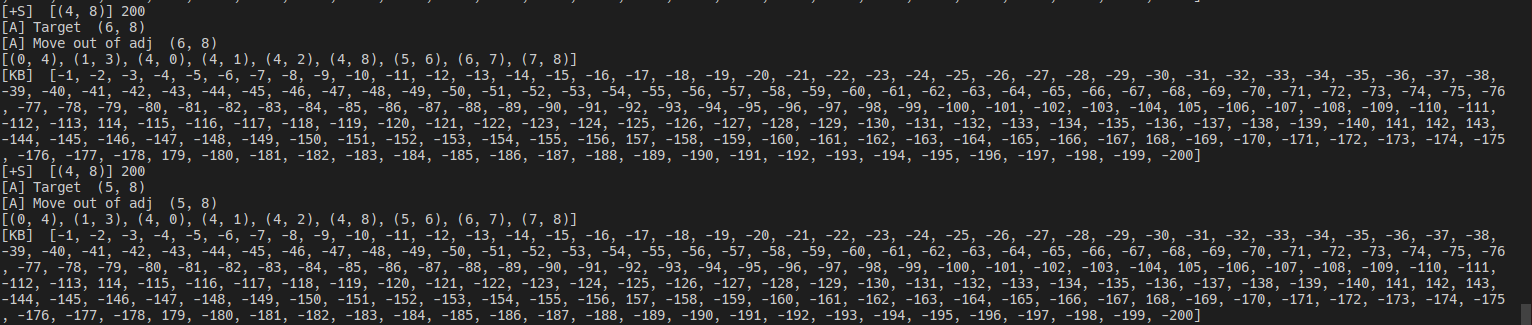 [+S]  [(4, 8)] 200
[A] Target  (6, 8)
[A] Move out of adj  (6, 8)
[(0, 4), (1, 3), (4, 0), (4, 1), (4, 2), (4, 8), (5, 6), (6, 7), (7, 8)]
[KB]  [-1, -2, -3, -4, -5, -6, -7, -8, -9, -10, -11, -12, -13, -14, -15, -16, -17, -18, -19, -20, -21, -22, -23, -24, -25, -26, -27, -28, -29, -30, -31, -32, -33, -34, -35, -36, -37, -38,
-39, -40, -41, -42, -43, -44, -45, -46, -47, -48, -49, -50, -51, -52, -53, -54, -55, -56, -57, -58, -59, -60, -61, -62, -63, -64, -65, -66, -67, -68, -69, -70, -71, -72, -73, -74, -75, -76
, -77, -78, -79, -80, -81, -82, -83, -84, -85, -86, -87, -88, -89, -90, -91, -92, -93, -94, -95, -96, -97, -98, -99, -100, -101, -102, -103, -104, 105, -106, -107, -108, -109, -110, -111,
-112, -113, 114, -115, -116, -117, -118, -119, -120, -121, -122, -123, -124, -125, -126, -127, -128, -129, -130, -131, -132, -133, -134, -135, -136, -137, -138, -139, -140, 141, 142, 143,
-144, -145, -146, -147, -148, -149, -150, -151, -152, -153, -154, -155, -156, 157, -158, -159, -160, -161, -162, -163, -164, -165, -166, -167, 168, -169, -170, -171, -172, -173, -174, -175
, -176, -177, -178, 179, -180, -181, -182, -183, -184, -185, -186, -187, -188, -189, -190, -191, -192, -193, -194, -195, -196, -197, -198, -199, -200]
[+S]  [(4, 8)] 200
[A] Target  (5, 8)
[A] Move out of adj  (5, 8)
[(0, 4), (1, 3), (4, 0), (4, 1), (4, 2), (4, 8), (5, 6), (6, 7), (7, 8)]
[KB]  [-1, -2, -3, -4, -5, -6, -7, -8, -9, -10, -11, -12, -13, -14, -15, -16, -17, -18, -19, -20, -21, -22, -23, -24, -25, -26, -27, -28, -29, -30, -31, -32, -33, -34, -35, -36, -37, -38,
-39, -40, -41, -42, -43, -44, -45, -46, -47, -48, -49, -50, -51, -52, -53, -54, -55, -56, -57, -58, -59, -60, -61, -62, -63, -64, -65, -66, -67, -68, -69, -70, -71, -72, -73, -74, -75, -76
, -77, -78, -79, -80, -81, -82, -83, -84, -85, -86, -87, -88, -89, -90, -91, -92, -93, -94, -95, -96, -97, -98, -99, -100, -101, -102, -103, -104, 105, -106, -107, -108, -109, -110, -111,
-112, -113, 114, -115, -116, -117, -118, -119, -120, -121, -122, -123, -124, -125, -126, -127, -128, -129, -130, -131, -132, -133, -134, -135, -136, -137, -138, -139, -140, 141, 142, 143,
-144, -145, -146, -147, -148, -149, -150, -151, -152, -153, -154, -155, -156, 157, -158, -159, -160, -161, -162, -163, -164, -165, -166, -167, 168, -169, -170, -171, -172, -173, -174, -175
, -176, -177, -178, 179, -180, -181, -182, -183, -184, -185, -186, -187, -188, -189, -190, -191, -192, -193, -194, -195, -196, -197, -198, -199, -200]